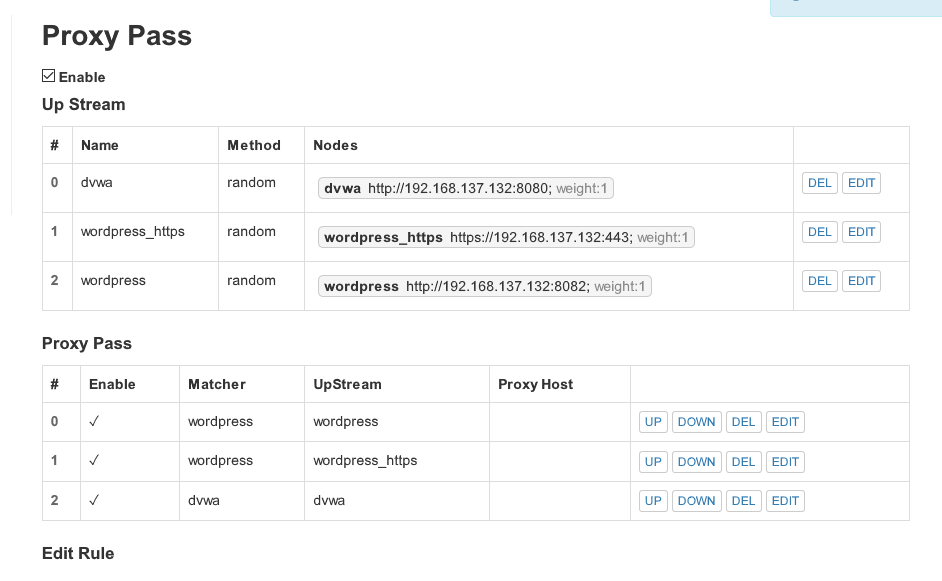 Proxy Pass
Enable
Up Stream
# Name Method Nodes
0 dvwa random dvwa http://192.168.137.132:8080; weight:1 DEL EDIT
1 wordpress_https random wordpress_https https://192.168.137.132:443; weight:1 DEL EDIT
2 wordpress random wordpress http://192.168.137.132:8082; weight:1 DEL EDIT
Proxy Pass
# Enable Matcher UpStream Proxy Host
0 ✓ wordpress wordpress UP DOWN DEL EDIT
1 ✓ wordpress wordpress_https UP DOWN DEL EDIT
2 ✓ dvwa dvwa UP DOWN DEL EDIT
Edit Rule